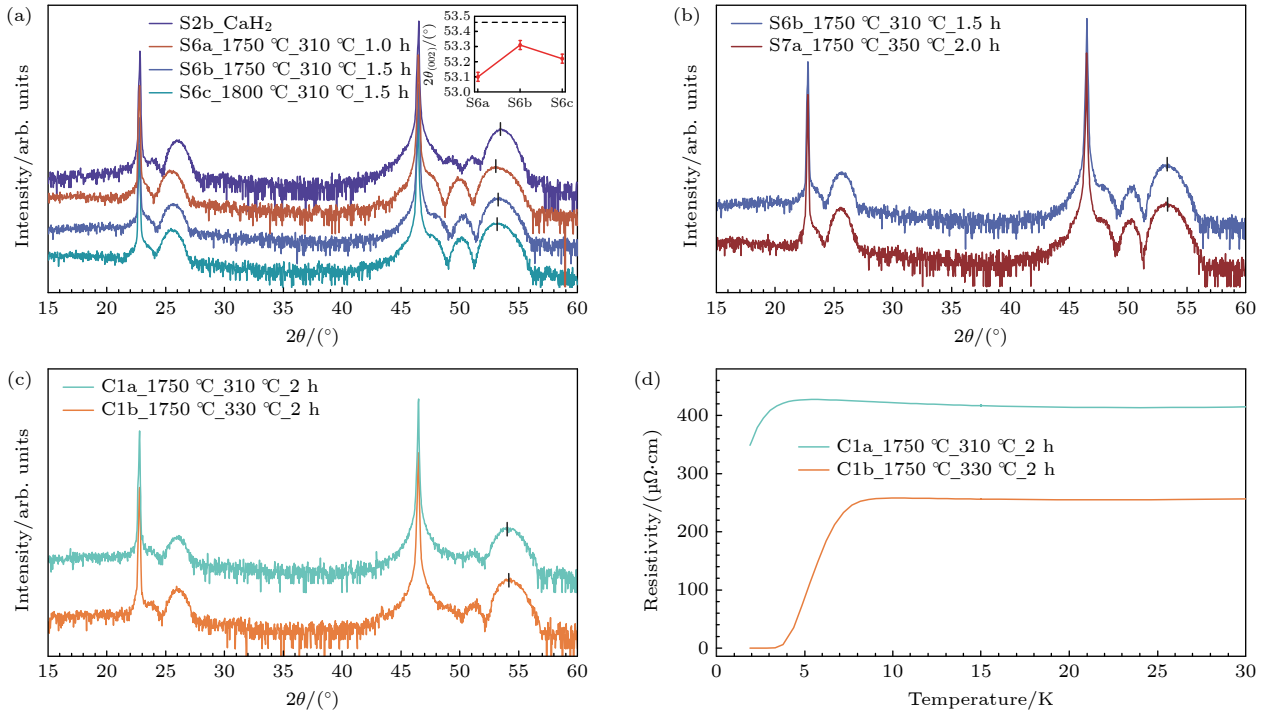 (a)
S2b_CaH₂
S6a_1750 ℃_310 ℃_1.0 h
S6b_1750 ℃_310 ℃_1.5 h
S6c_1800 ℃_310 ℃_1.5 h
2θ₍₀₀₂₎/(°)
53.5
53.4
53.3
53.2
53.1
53.0
S6a S6b S6c
Intensity/arb. units
15 20 25 30 35 40 45 50 55 60
2θ/(°)
(b)
S6b_1750 ℃_310 ℃_1.5 h
S7a_1750 ℃_350 ℃_2.0 h
Intensity/arb. units
15 20 25 30 35 40 45 50 55 60
2θ/(°)
(c)
C1a_1750 ℃_310 ℃_2 h
C1b_1750 ℃_330 ℃_2 h
Intensity/arb. units
15 20 25 30 35 40 45 50 55 60
2θ/(°)
(d)
C1a_1750 ℃_310 ℃_2 h
C1b_1750 ℃_330 ℃_2 h
Resistivity/(μΩ·cm)
400
300
200
100
0
0 5 10 15 20 25 30
Temperature/K